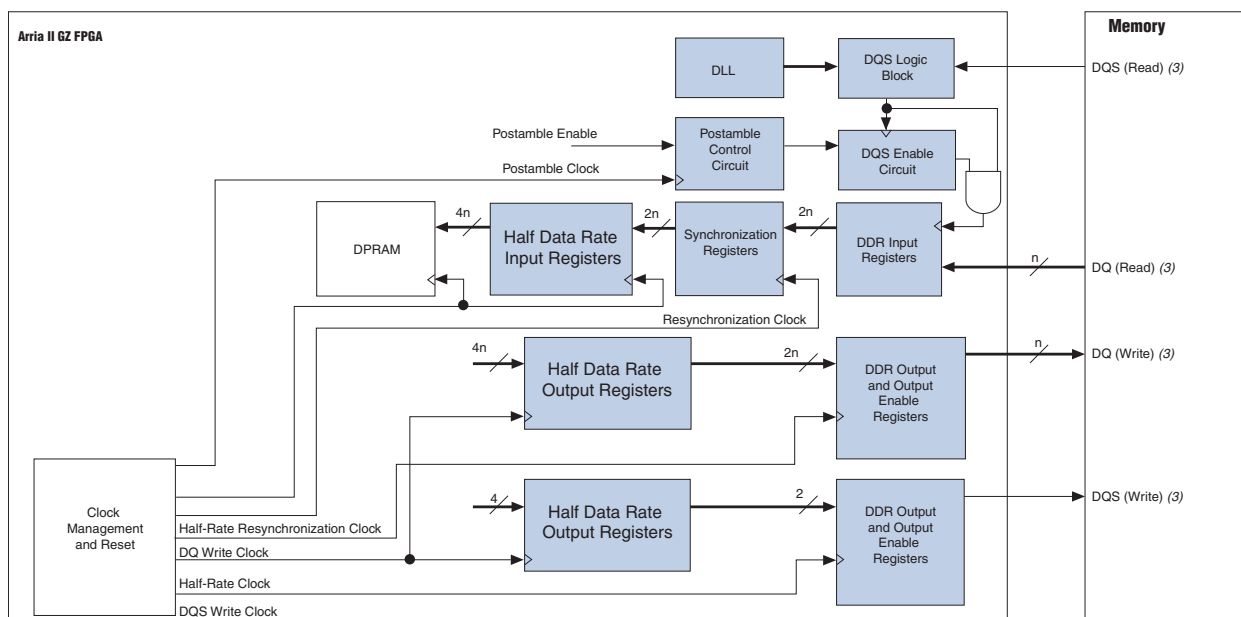 Arria II GZ FPGA
Memory
DLL
DQS Logic
Block
DQS (Read) (3)
Postamble Enable
Postamble
Control
Circuit
DQS Enable
Circuit
Postamble Clock
4n
2n
2n
DPRAM
Half Data Rate
Input Registers
Synchronization
Registers
DDR Input
Registers
n
DQ (Read) (3)
Resynchronization Clock
4n
Half Data Rate
Output Registers
2n
DDR Output
and Output
Enable
Registers
n
DQ (Write) (3)
Clock
Management
and Reset
Half-Rate Resynchronization Clock
DQ Write Clock
Half-Rate Clock
DQS Write Clock
4
Half Data Rate
Output Registers
2
DDR Output
and Output
Enable
Registers
DQS (Write) (3)